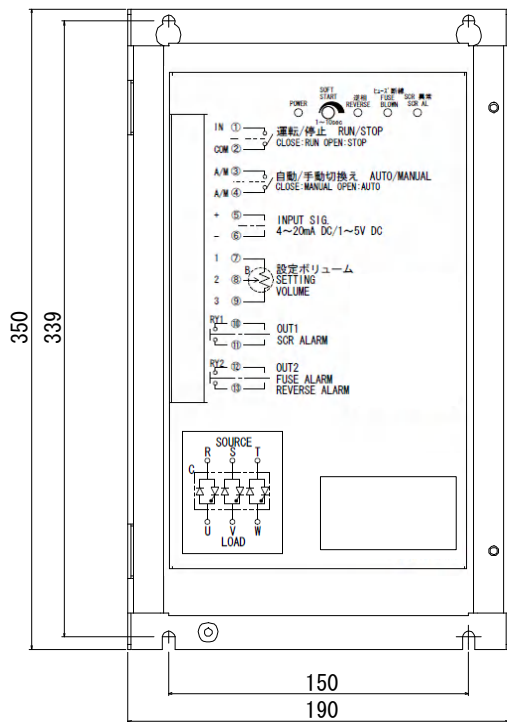 SOFT
START
POWER
1～10sec
逆相
REVERSE
ヒューズ断線
FUSE
BLOWN
SCR 異常
SCR AL
IN ① 運転/停止 RUN/STOP
COM ② CLOSE:RUN OPEN:STOP
A/M ③ 自動/手動切換え AUTO/MANUAL
A/M ④ CLOSE:MANUAL OPEN:AUTO
+ ⑤ INPUT SIG.
- ⑥ 4～20mA DC/1～5V DC
1 ⑦ 設定ボリューム
2 ⑧ B SETTING
3 ⑨ VOLUME
RY1 ⑩ OUT1
⑪ SCR ALARM
RY2 ⑫ OUT2
FUSE ALARM
⑬ REVERSE ALARM
SOURCE
R S T
C
U V W
LOAD
350
339
150
190